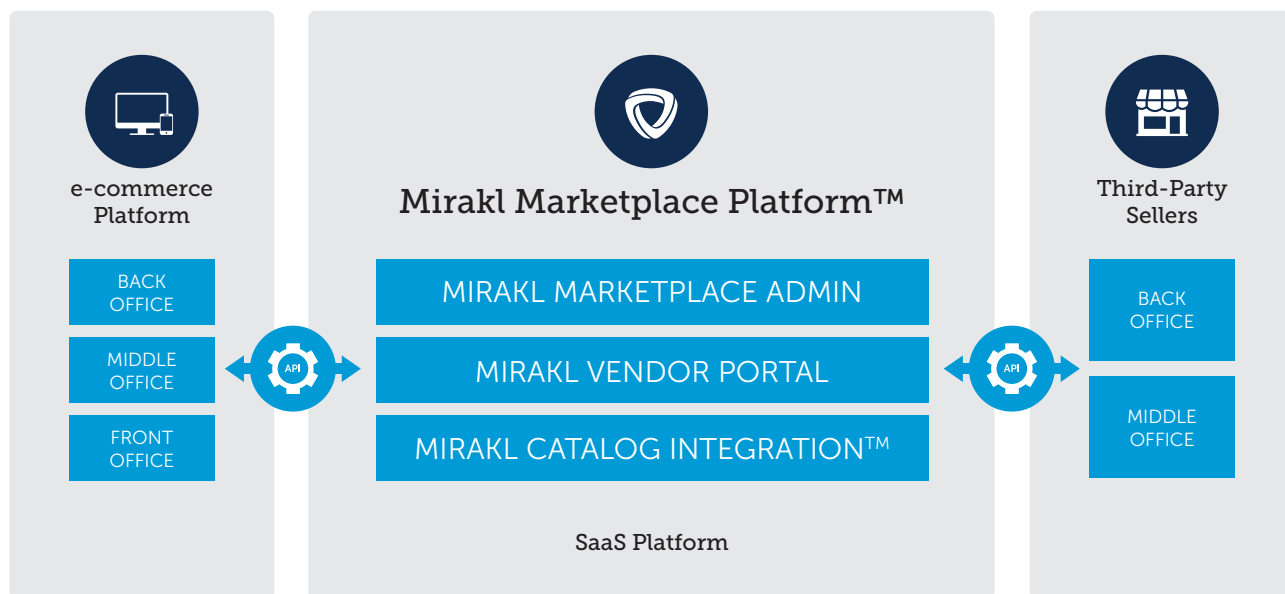 e-commerce
Platform
BACK
OFFICE
MIDDLE
OFFICE
FRONT
OFFICE
API
Mirakl Marketplace Platform™
MIRAKL MARKETPLACE ADMIN
MIRAKL VENDOR PORTAL
MIRAKL CATALOG INTEGRATION™
SaaS Platform
API
Third-Party
Sellers
BACK
OFFICE
MIDDLE
OFFICE